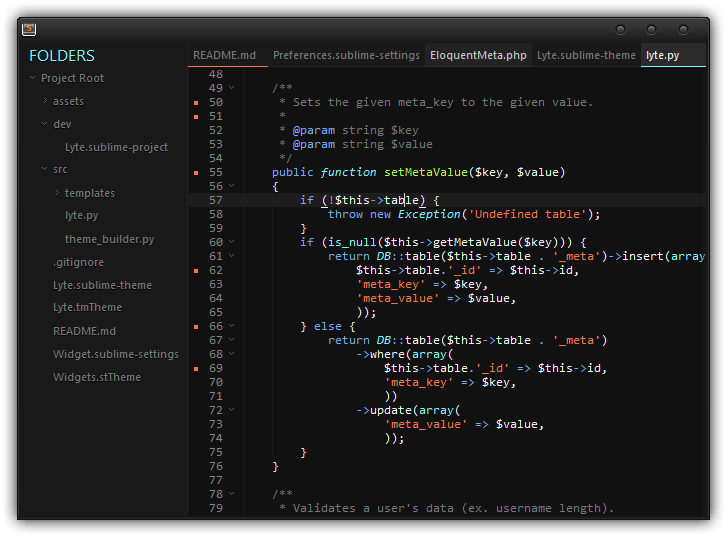 FOLDERS
Project Root
assets
dev
Lyte.sublime-project
src
templates
lyte.py
theme_builder.py
.gitignore
Lyte.sublime-theme
Lyte.tmTheme
README.md
Widget.sublime-settings
Widgets.stTheme
README.md Preferences.sublime-settings EloquentMeta.php Lyte.sublime-theme lyte.py
48
49 /**
50 * Sets the given meta_key to the given value.
51 *
52 * @param string $key
53 * @param string $value
54 */
55 public function setMetaValue($key, $value)
56 {
57 if (!$this->table) {
58 throw new Exception('Undefined table');
59 }
60 if (is_null($this->getMetaValue($key))) {
61 return DB::table($this->table . '_meta')->insert(array
62 $this->table.'_id' => $this->id,
63 'meta_key' => $key,
64 'meta_value' => $value,
65 ));
66 } else {
67 return DB::table($this->table . '_meta')
68 ->where(array(
69 $this->table.'_id' => $this->id,
70 'meta_key' => $key,
71 ))
72 ->update(array(
73 'meta_value' => $value,
74 ));
75 }
76 }
77
78 /**
79 * Validates a user's data (ex. username length).